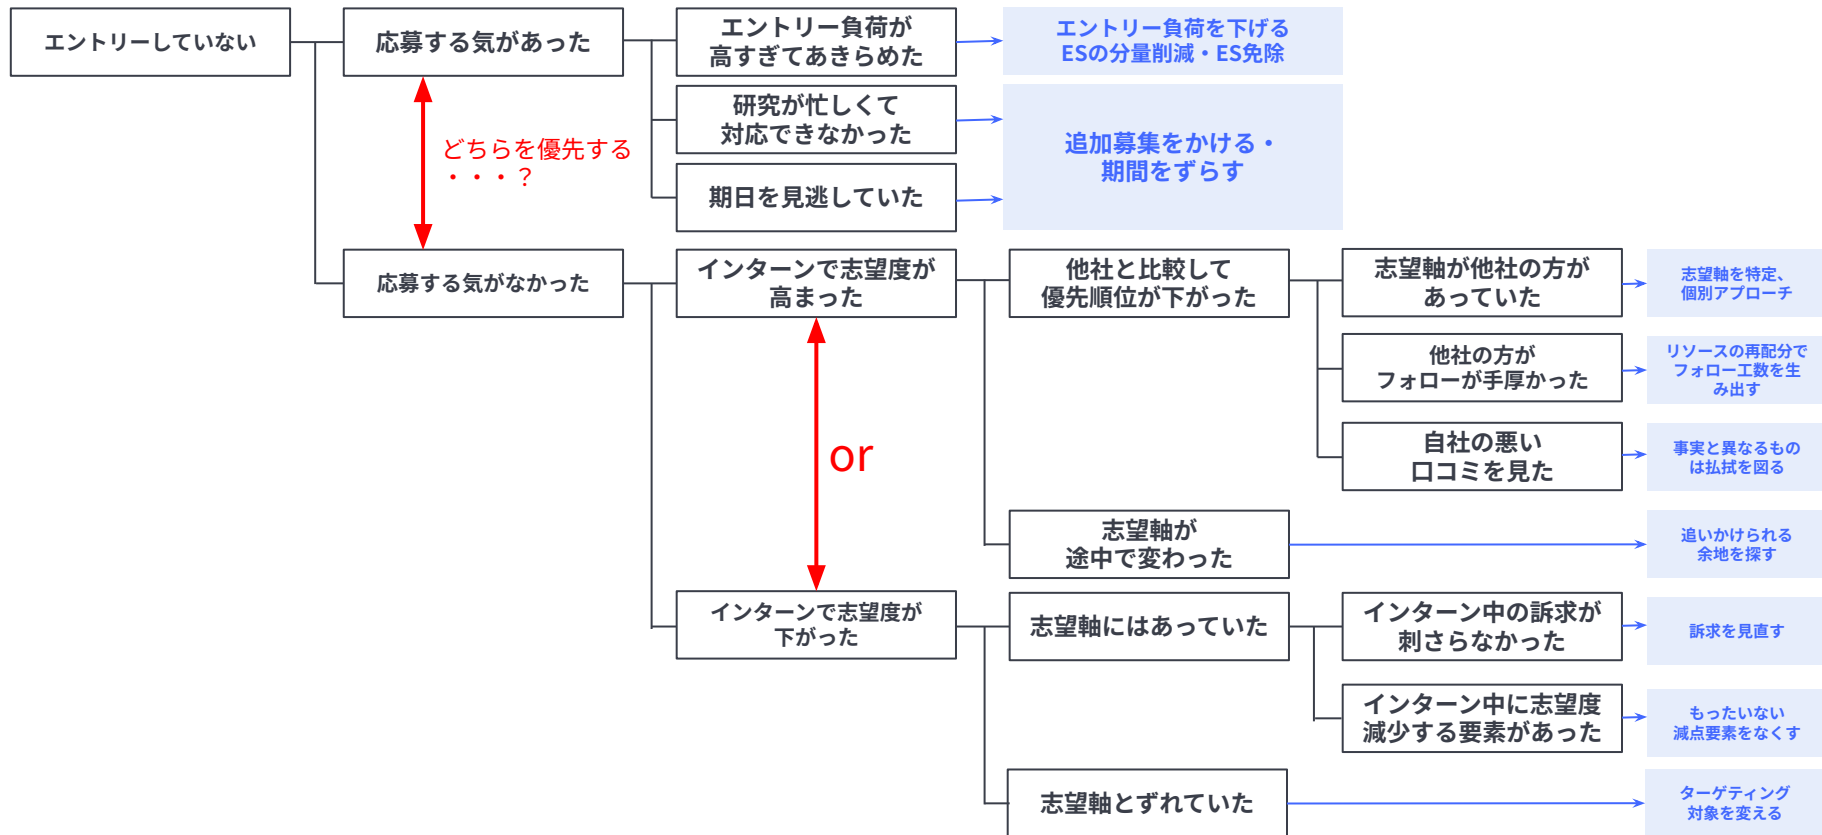 エントリーしていない
応募する気があった
エントリー負荷が
高すぎてあきらめた
エントリー負荷を下げる
ESの分量削減・ES免除
研究が忙しくて
対応できなかった
追加募集をかける・
期間をずらす
どちらを優先する
・・・？
期日を見逃していた
応募する気がなかった
インターンで志望度が
高まった
他社と比較して
優先順位が下がった
志望軸が他社の方が
あっていた
志望軸を特定、
個別アプローチ
他社の方が
フォローが手厚かった
リソースの再配分で
フォロー工数を生
み出す
or
自社の悪い
口コミを見た
事実と異なるもの
は払拭を図る
志望軸が
途中で変わった
追いかけられる
余地を探す
インターンで志望度が
下がった
志望軸にはあっていた
インターン中の訴求が
刺さらなかった
訴求を見直す
インターン中に志望度
減少する要素があった
もったいない
減点要素をなくす
志望軸とずれていた
ターゲティング
対象を変える